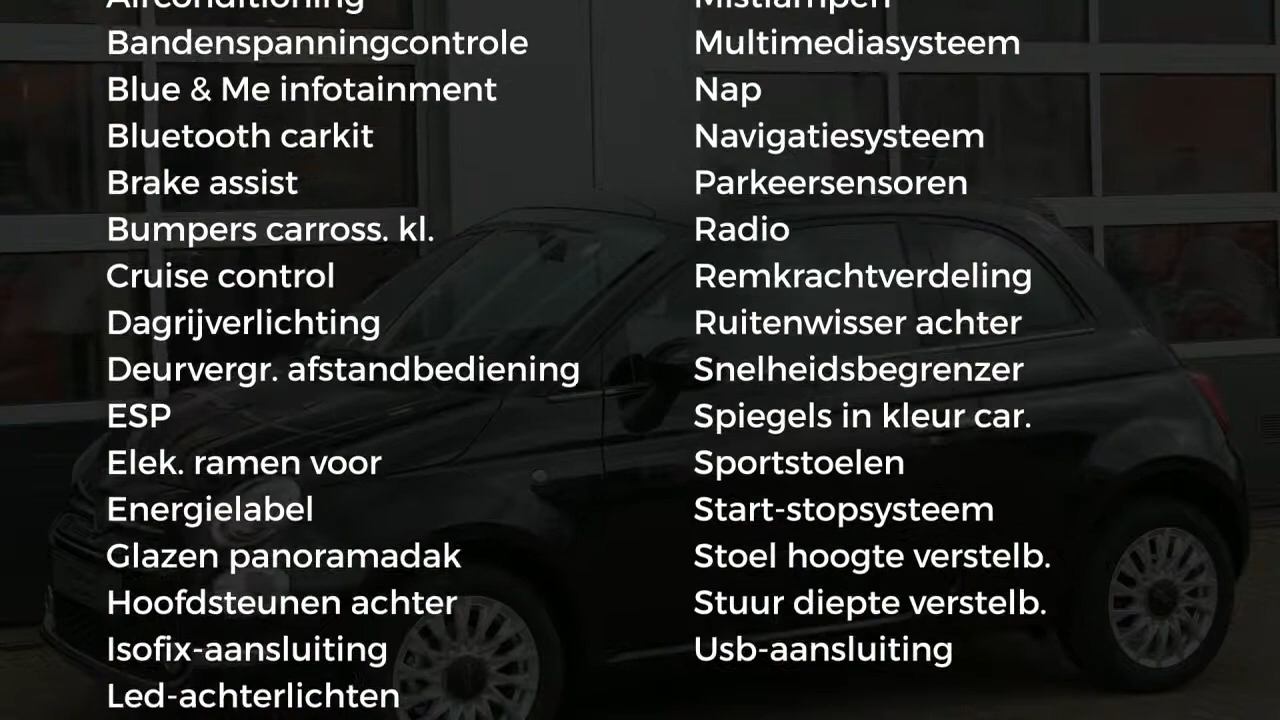 Airconditioning
Bandenspanningcontrole
Blue & Me infotainment
Bluetooth carkit
Brake assist
Bumpers carross. kl.
Cruise control
Dagrijverlichting
Deurvergr. afstandbediening
ESP
Elek. ramen voor
Energielabel
Glazen panoramadak
Hoofdsteunen achter
Isofix-aansluiting
Led-achterlichten
Mistlampen
Multimediasysteem
Nap
Navigatiesysteem
Parkeersensoren
Radio
Remkrachtverdeling
Ruitenwisser achter
Snelheidsbegrenzer
Spiegels in kleur car.
Sportstoelen
Start-stopsysteem
Stoel hoogte verstelb.
Stuur diepte verstelb.
Usb-aansluiting